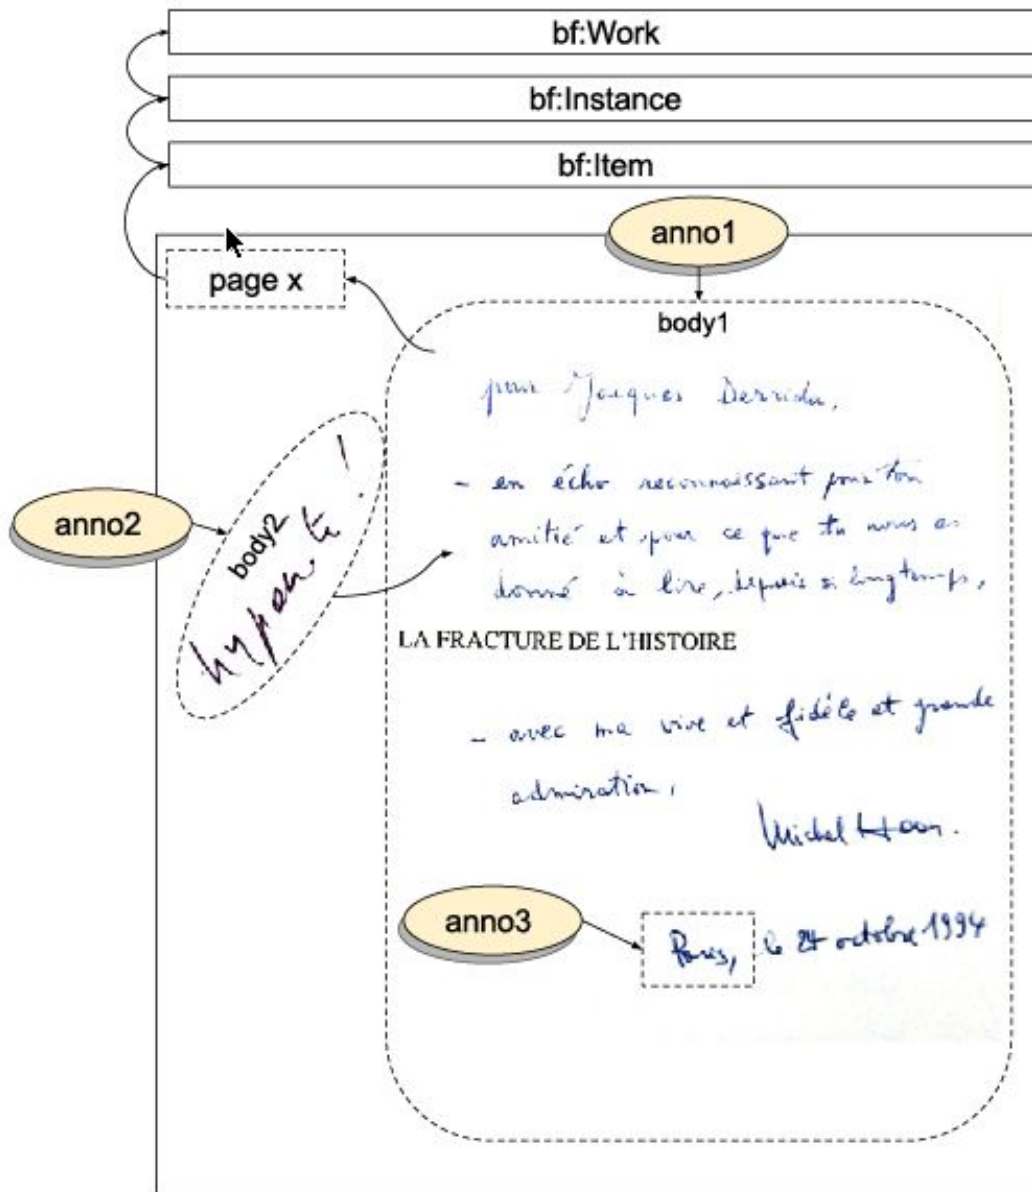 bf:Work
bf:Instance
bf:Item
anno1
page x
body1
pour Jacques Derrida,
- en écho reconnaissant pour ton
amitié et pour ce que tu nous as
donné à lire, depuis si longtemps,
anno2
body2
!
LA FRACTURE DE L'HISTOIRE
- avec ma vive et fidèle et grande
admiration,
Michel Haar.
anno3
Paris, le octobre 1994